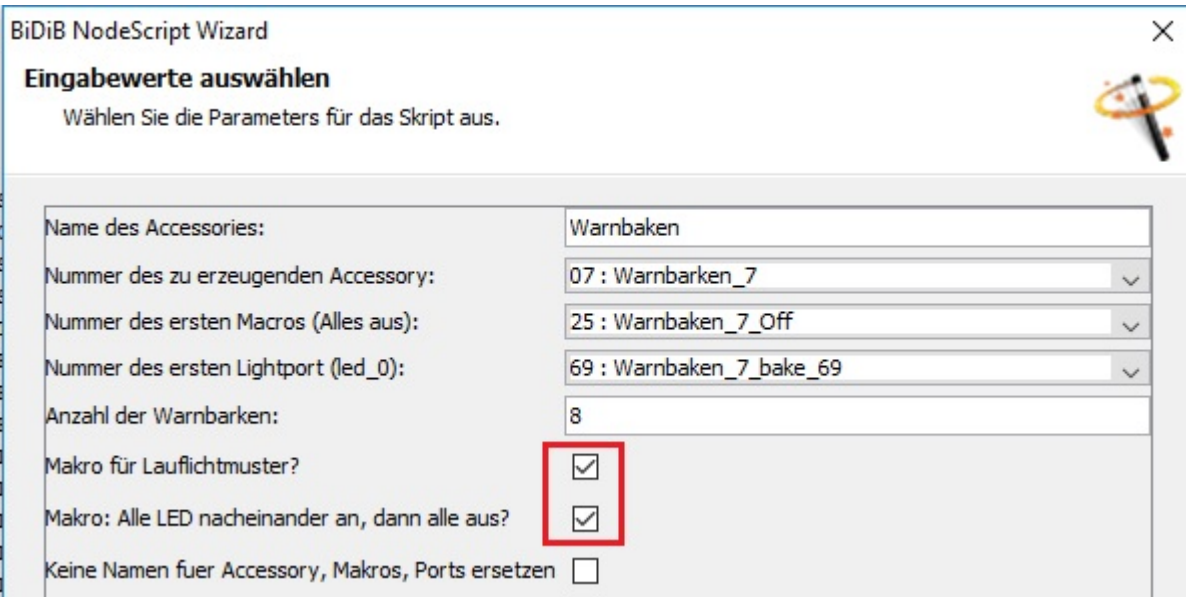 BiDiB NodeScript Wizard
Eingabewerte auswählen
Wählen Sie die Parameters für das Skript aus.
Name des Accessories: Warnbaken
Nummer des zu erzeugenden Accessory: 07 : Warnbarken_7
Nummer des ersten Macros (Alles aus): 25 : Warnbaken_7_Off
Nummer des ersten Lightport (led_0): 69 : Warnbaken_7_bake_69
Anzahl der Warnbarken: 8
Makro für Lauflichtmuster?
Makro: Alle LED nacheinander an, dann alle aus?
Keine Namen fuer Accessory, Makros, Ports ersetzen